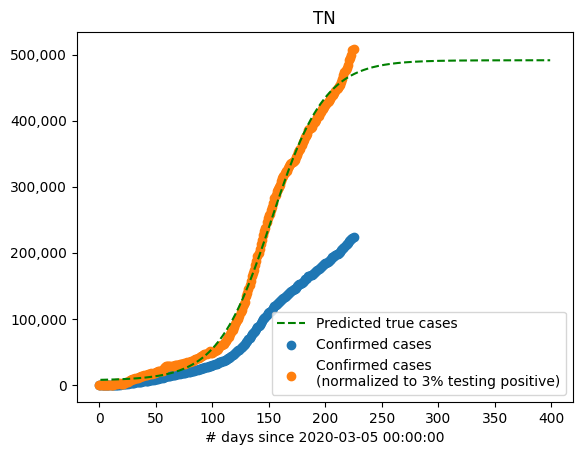 TN
500,000
400,000
300,000
200,000
100,000
0
Predicted true cases
Confirmed cases
Confirmed cases
(normalized to 3% testing positive)
0 50 100 150 200 250 300 350 400
# days since 2020-03-05 00:00:00